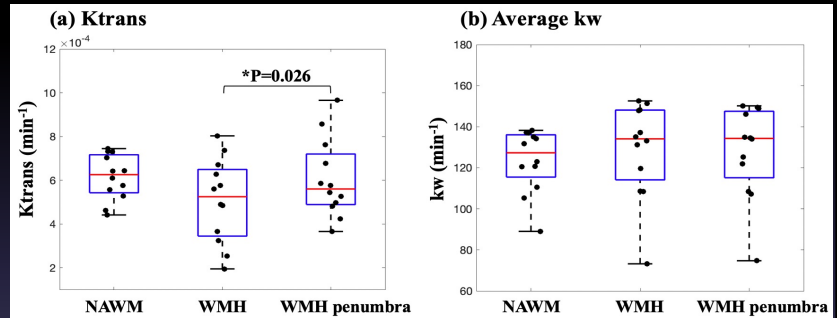 (a) Ktrans
(b) Average kw
×10⁻⁴
12
10
8
6
4
2
Ktrans (min⁻¹)
*P=0.026
NAWM
WMH
WMH penumbra
180
160
140
120
100
80
60
kw (min⁻¹)
NAWM
WMH
WMH penumbra